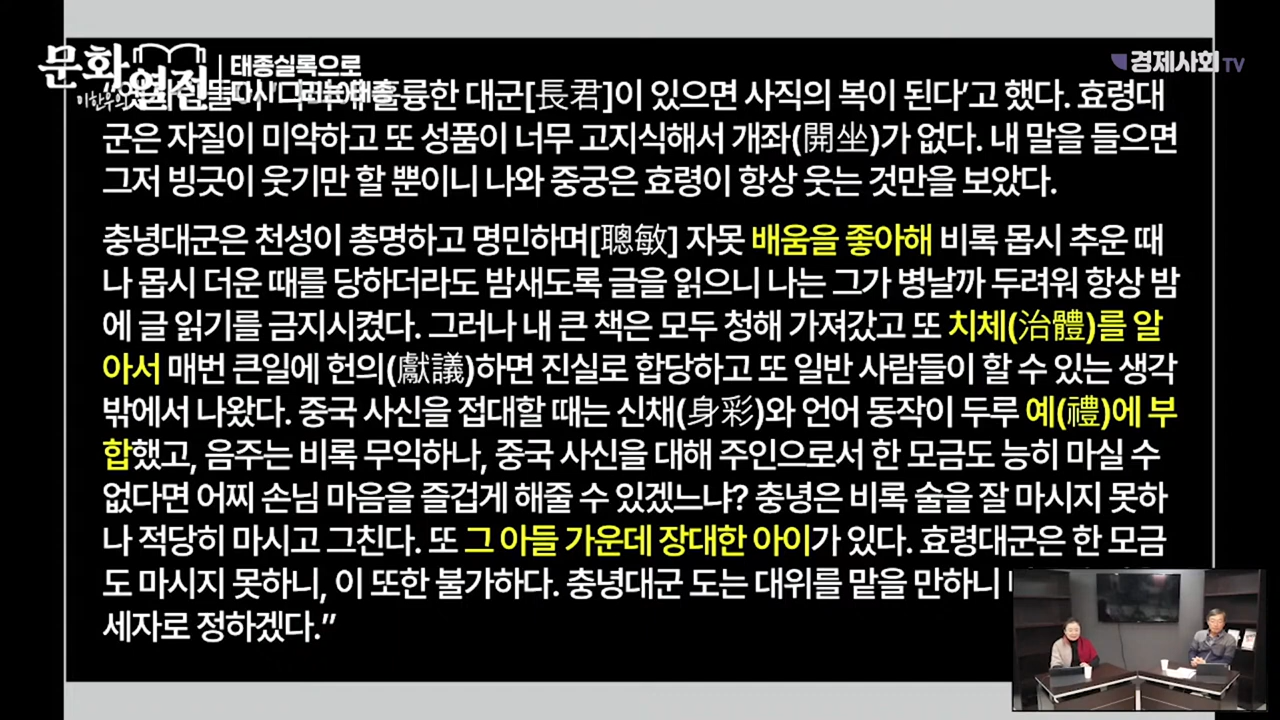 문화
이한우의
열전
태종실록으로
경제사회TV
훌륭한 대군[長君]이 있으면 사직의 복이 된다’고 했다. 효령대
군은 자질이 미약하고 또 성품이 너무 고지식해서 개좌(開坐)가 없다. 내 말을 들으면
그저 빙긋이 웃기만 할 뿐이니 나와 중궁은 효령이 항상 웃는 것만을 보았다.
충녕대군은 천성이 총명하고 명민하며[聰敏] 자못 배움을 좋아해 비록 몹시 추운 때
나 몹시 더운 때를 당하더라도 밤새도록 글을 읽으니 나는 그가 병날까 두려워 항상 밤
에 글 읽기를 금지시켰다. 그러나 내 큰 책은 모두 청해 가져갔고 또 치체(治體)를 알
아서 매번 큰일에 헌의(獻議)하면 진실로 합당하고 또 일반 사람들이 할 수 있는 생각
밖에서 나왔다. 중국 사신을 접대할 때는 신채(身彩)와 언어 동작이 두루 예(禮)에 부
합했고, 음주는 비록 무익하나, 중국 사신을 대해 주인으로서 한 모금도 능히 마실 수
없다면 어찌 손님 마음을 즐겁게 해줄 수 있겠느냐? 충녕은 비록 술을 잘 마시지 못하
나 적당히 마시고 그친다. 또 그 아들 가운데 장대한 아이가 있다. 효령대군은 한 모금
도 마시지 못하니, 이 또한 불가하다. 충녕대군 도는 대위를 맡을 만하니
세자로 정하겠다.”